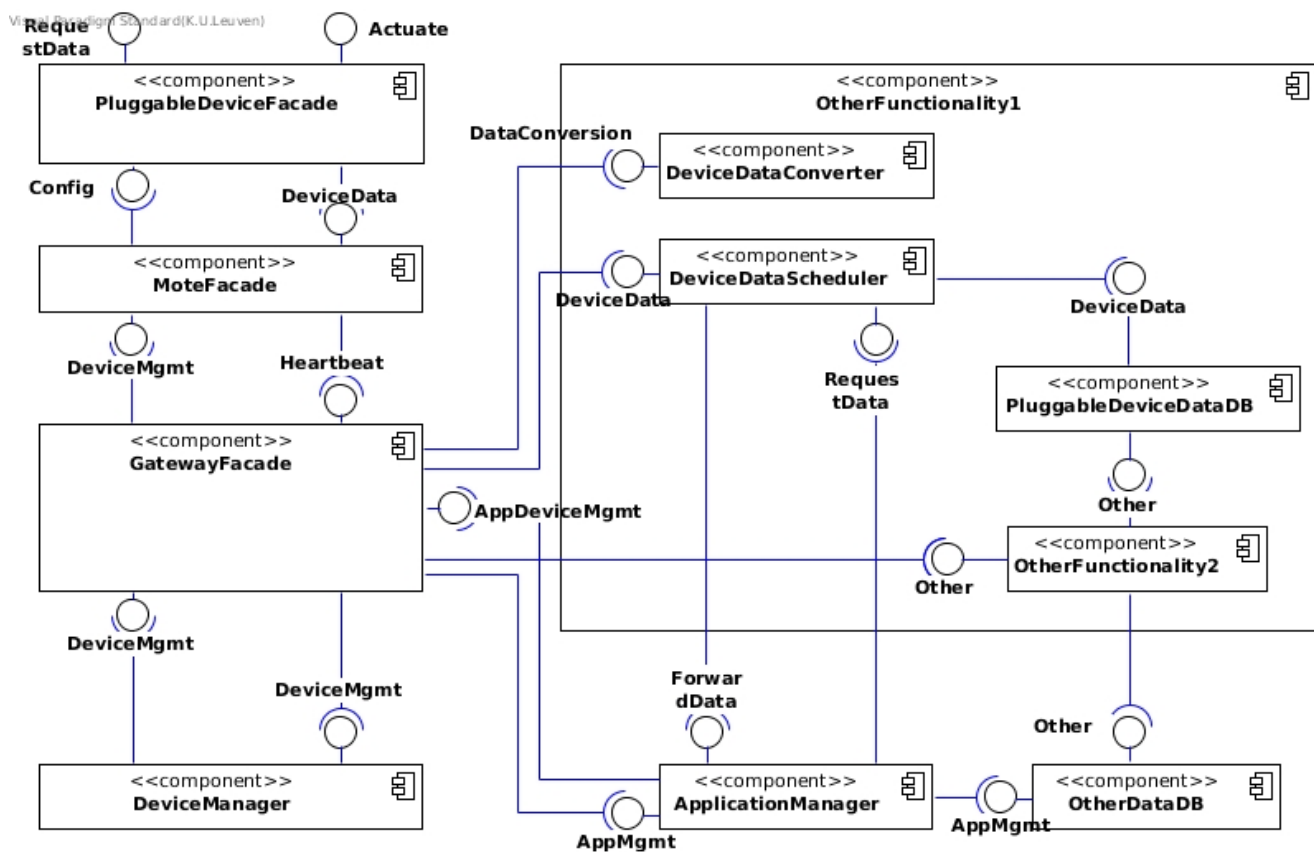 Visual Paradigm Standard(K.U.Leuven)
Reque
stData
Actuate
<<component>>
PluggableDeviceFacade
<<component>>
OtherFunctionality1
DataConversion
<<component>>
DeviceDataConverter
Config
DeviceData
<<component>>
MoteFacade
<<component>>
DeviceDataScheduler
DeviceData
DeviceData
DeviceMgmt
Heartbeat
Reques
tData
<<component>>
PluggableDeviceDataDB
<<component>>
GatewayFacade
AppDeviceMgmt
Other
<<component>>
OtherFunctionality2
Other
DeviceMgmt
DeviceMgmt
Forwar
dData
Other
<<component>>
DeviceManager
<<component>>
ApplicationManager
<<component>>
OtherDataDB
AppMgmt
AppMgmt